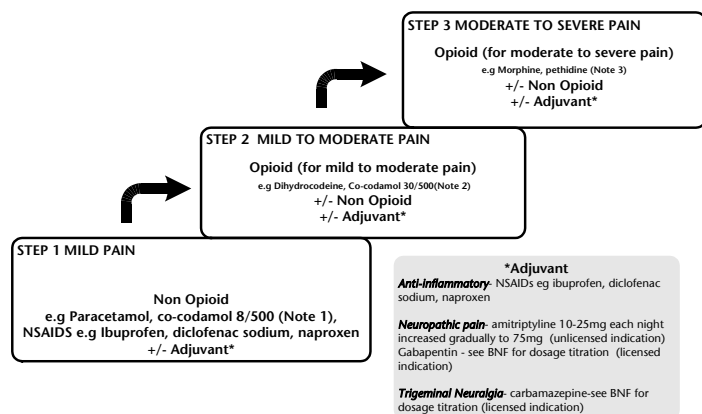 STEP 3 MODERATE TO SEVERE PAIN
Opioid (for moderate to severe pain)
e.g Morphine, pethidine (Note 3)
+/- Non Opioid
+/- Adjuvant*
STEP 2  MILD TO MODERATE PAIN
Opioid (for mild to moderate pain)
e.g Dihydrocodeine, Co-codamol 30/500(Note 2)
+/- Non Opioid
+/- Adjuvant*
STEP 1 MILD PAIN
Non Opioid
e.g Paracetamol, co-codamol 8/500 (Note 1),
NSAIDS e.g Ibuprofen, diclofenac sodium, naproxen
+/- Adjuvant*
*Adjuvant
Anti-inflammatory- NSAIDs eg ibuprofen, diclofenac
sodium, naproxen
Neuropathic pain- amitriptyline 10-25mg each night
increased gradually to 75mg  (unlicensed indication)
Gabapentin - see BNF for dosage titration  (licensed
indication)
Trigeminal Neuralgia- carbamazepine-see BNF for
dosage titration (licensed indication)